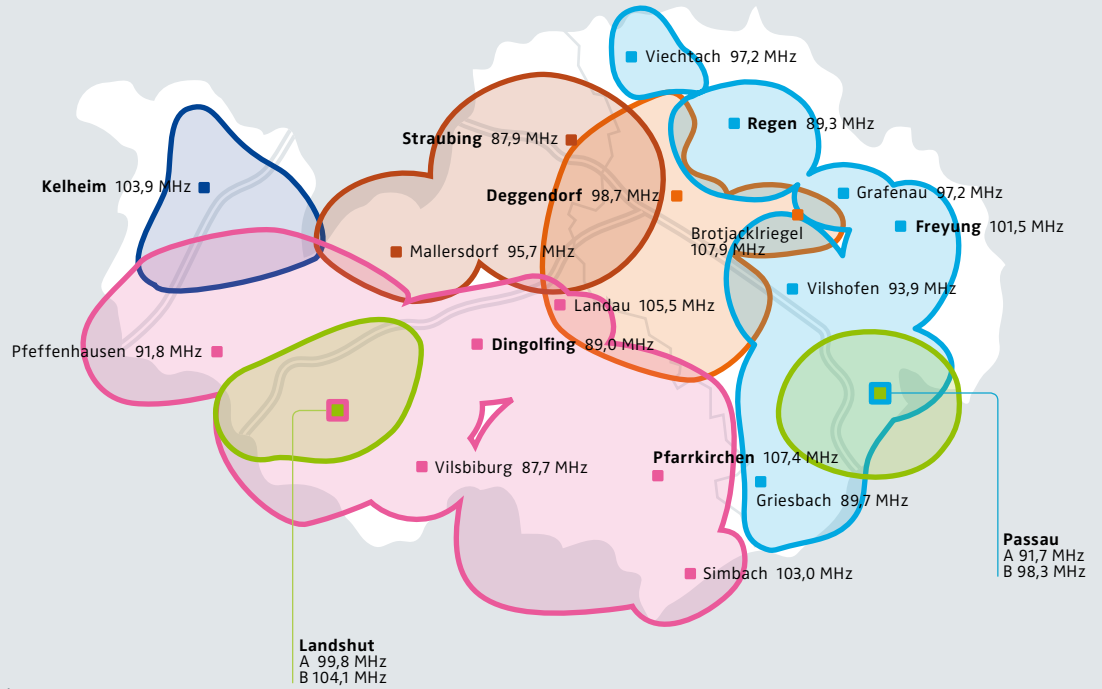 Viechtach 97,2 MHz
Regen 89,3 MHz
Straubing 87,9 MHz
Kelheim 103,9 MHz
Deggendorf 98,7 MHz
Grafenau 97,2 MHz
Freyung 101,5 MHz
Brotjacklriegel
107,9 MHz
Mallersdorf 95,7 MHz
Vilshofen 93,9 MHz
Landau 105,5 MHz
Pfeffenhausen 91,8 MHz
Dingolfing 89,0 MHz
Vilsbiburg 87,7 MHz
Pfarrkirchen 107,4 MHz
Griesbach 89,7 MHz
Passau
A 91,7 MHz
B 98,3 MHz
Simbach 103,0 MHz
Landshut
A 99,8 MHz
B 104,1 MHz